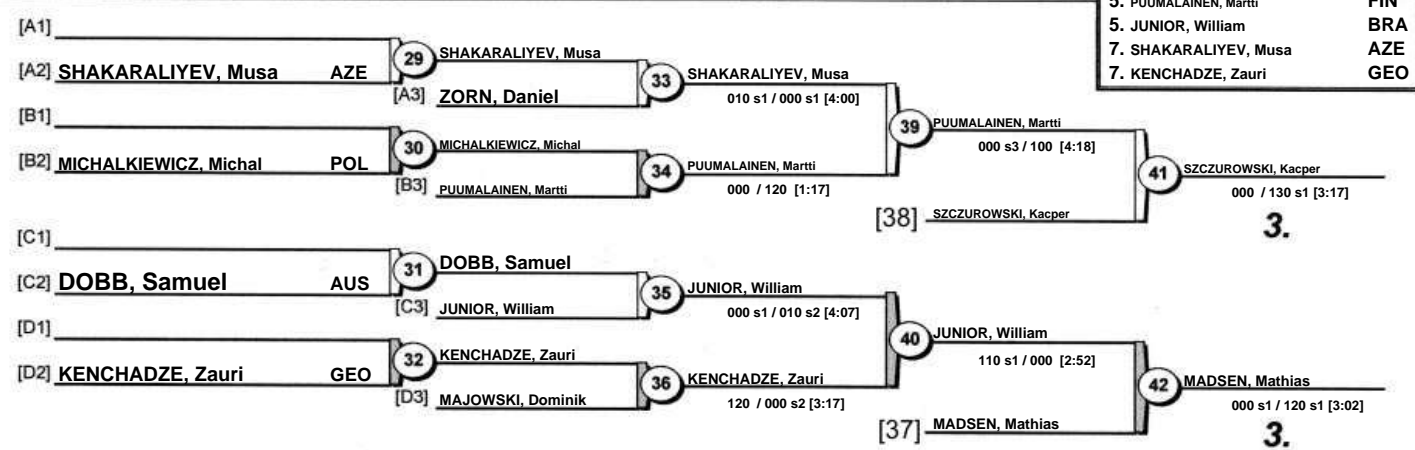 5. PUUMALAINEN, Martti FIN
5. JUNIOR, William BRA
7. SHAKARALIYEV, Musa AZE
7. KENCHADZE, Zauri GEO
[A1]
[A2] SHAKARALIYEV, Musa AZE
29
SHAKARALIYEV, Musa
[A3] ZORN, Daniel
33
SHAKARALIYEV, Musa
010 s1 / 000 s1 [4:00]
[B1]
[B2] MICHALKIEWICZ, Michal POL
30
MICHALKIEWICZ, Michal
[B3] PUUMALAINEN, Martti
34
PUUMALAINEN, Martti
000 / 120 [1:17]
39
PUUMALAINEN, Martti
000 s3 / 100 [4:18]
[38] SZCZUROWSKI, Kacper
41
SZCZUROWSKI, Kacper
000 / 130 s1 [3:17]
3.
[C1]
[C2] DOBB, Samuel AUS
31
DOBB, Samuel
[C3] JUNIOR, William
35
JUNIOR, William
000 s1 / 010 s2 [4:07]
[D1]
[D2] KENCHADZE, Zauri GEO
32
KENCHADZE, Zauri
[D3] MAJOWSKI, Dominik
36
KENCHADZE, Zauri
120 / 000 s2 [3:17]
40
JUNIOR, William
110 s1 / 000 [2:52]
[37] MADSEN, Mathias
42
MADSEN, Mathias
000 s1 / 120 s1 [3:02]
3.